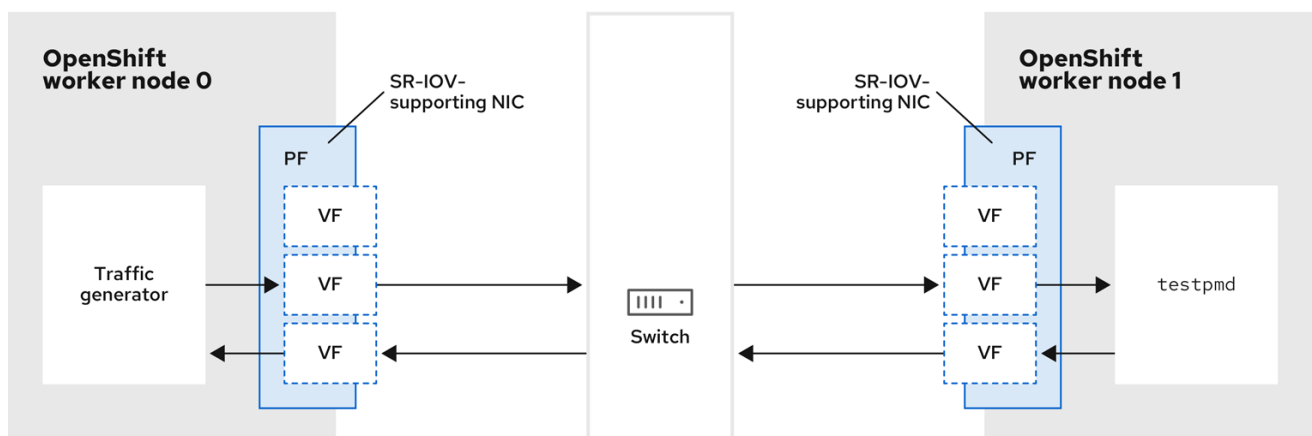 OpenShift
worker node 0
SR-IOV-
supporting NIC
PF
VF
VF
VF
Traffic
generator
Switch
SR-IOV-
supporting NIC
OpenShift
worker node 1
PF
VF
VF
VF
testpmd